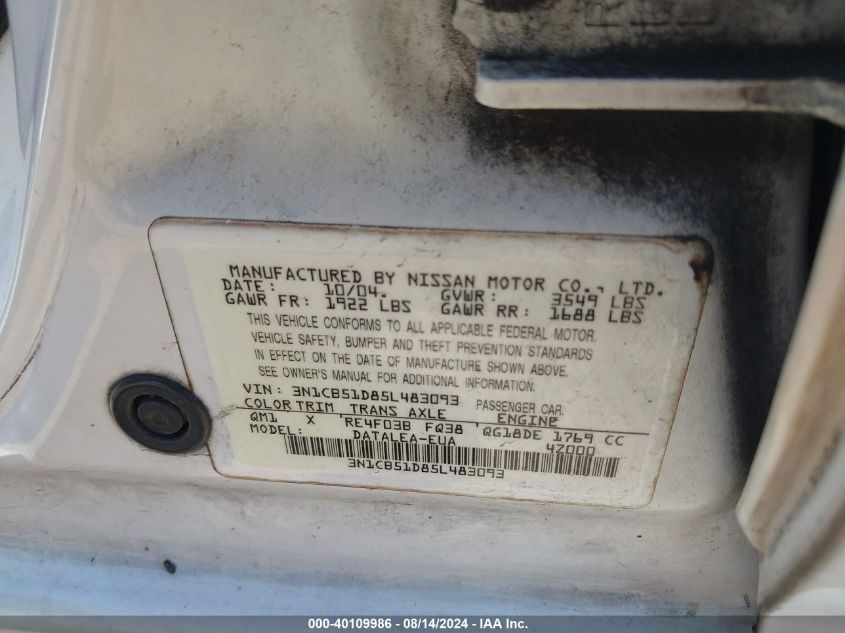 MANUFACTURED BY NISSAN MOTOR CO., LTD.
DATE: 10/04. GVWR: 3549 LBS
GAWR FR: 1922 LBS GAWR RR: 1688 LBS
THIS VEHICLE CONFORMS TO ALL APPLICABLE FEDERAL MOTOR
VEHICLE SAFETY, BUMPER AND THEFT PREVENTION STANDARDS
IN EFFECT ON THE DATE OF MANUFACTURE SHOWN ABOVE.
SEE OWNER'S MANUAL FOR ADDITIONAL INFORMATION.
VIN: 3N1CB51D85L483093 PASSENGER CAR.
COLOR TRIM TRANS AXLE ENGINE
QM1 X RE4F03B FQ38 QG18DE 1769 CC
MODEL: DATALEA-EUA 4Z000
3N1CB51D85L483093
000-40109986 - 08/14/2024 - IAA Inc.